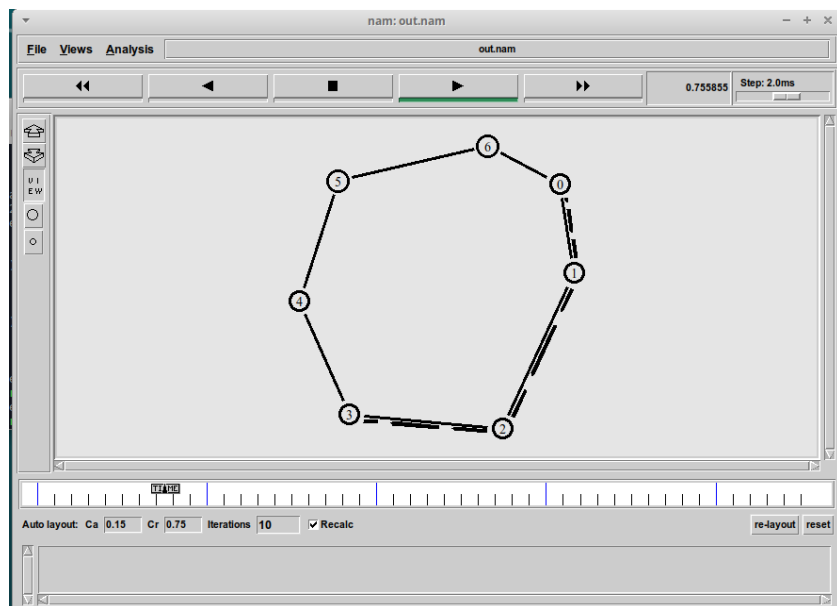 nam: out.nam
File Views Analysis out.nam
0.755855 Step: 2.0ms
V I
E W
6
5
0
1
4
3
2
TIME
Auto layout: Ca 0.15 Cr 0.75 Iterations 10 Recalc re-layout reset